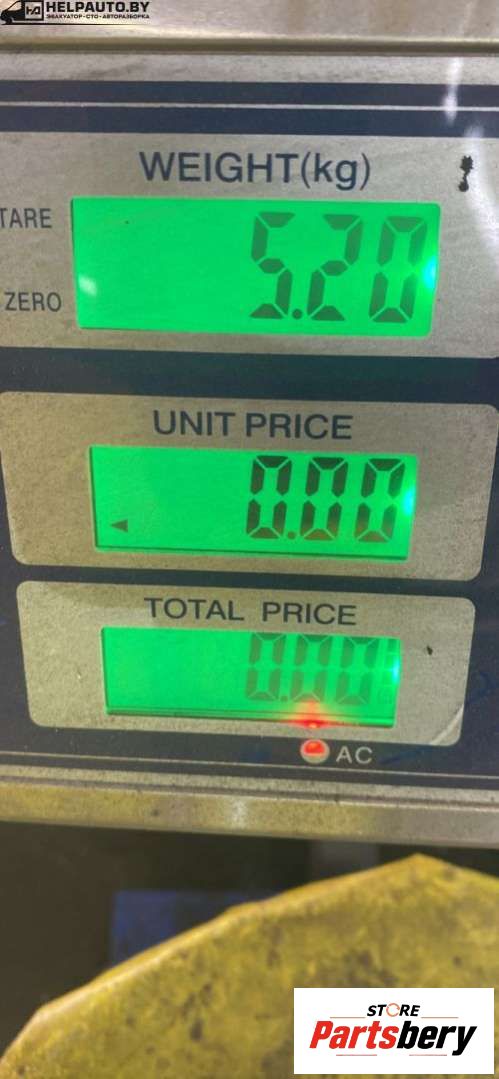 HELPAUTO.BY
ЭВАКУАТОР-СТО-АВТОРАЗБОРКА
WEIGHT(kg)
TARE
5.20
ZERO
UNIT PRICE
0.00
TOTAL PRICE
0.00
AC
STORE
Partsbery